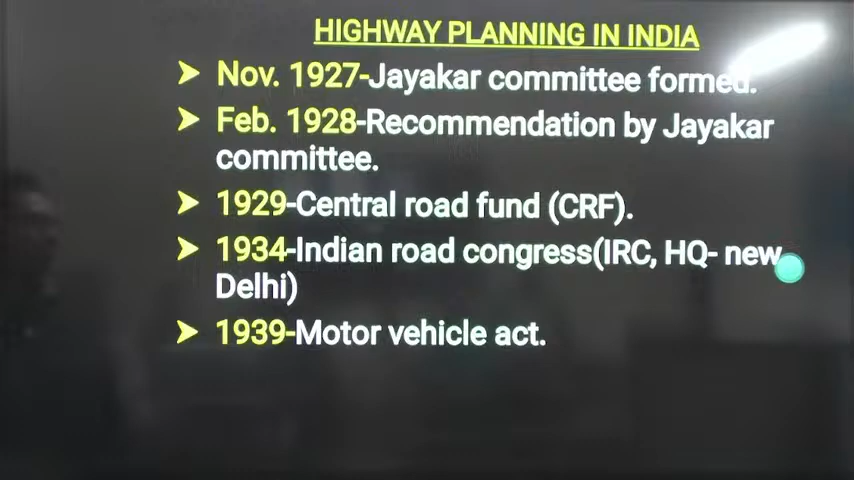 HIGHWAY PLANNING IN INDIA
➤ Nov. 1927-Jayakar committee formed.
➤ Feb. 1928-Recommendation by Jayakar
committee.
➤ 1929-Central road fund (CRF).
➤ 1934-Indian road congress(IRC, HQ- new
Delhi)
➤ 1939-Motor vehicle act.